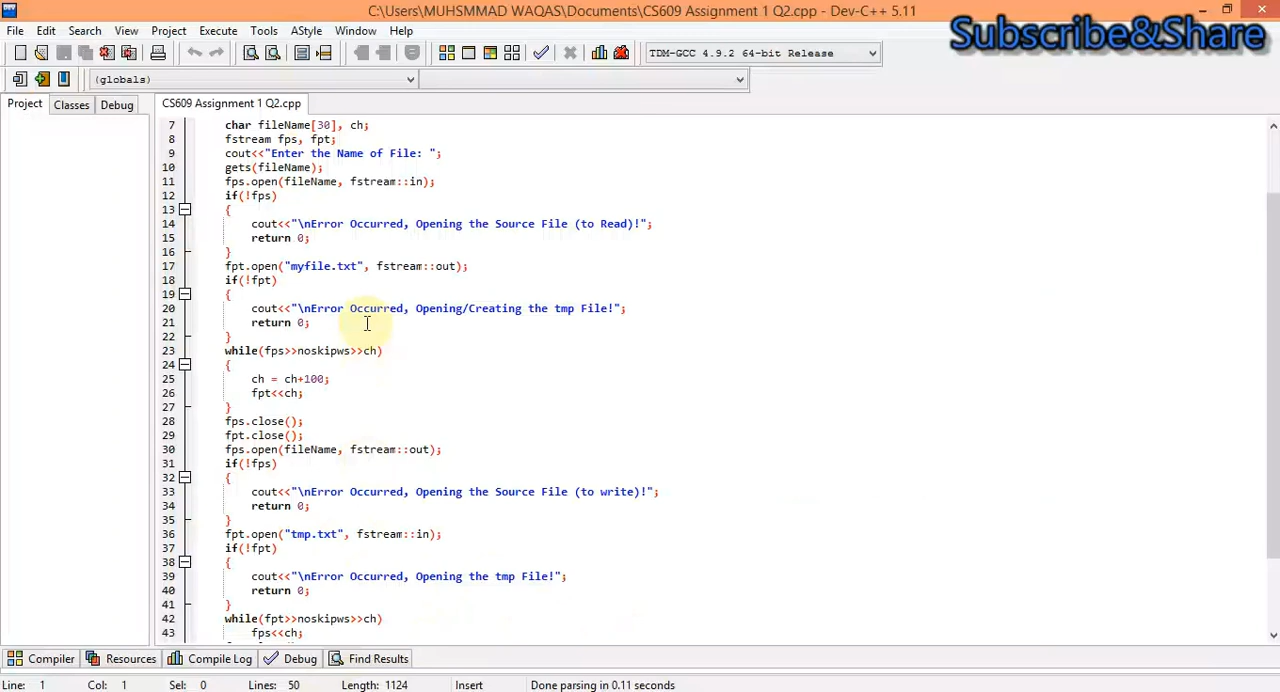 C:\Users\MUHSMMAD WAQAS\Documents\CS609 Assignment 1 Q2.cpp - Dev-C++ 5.11
File Edit Search View Project Execute Tools AStyle Window Help
Subscribe&Share
TDM-GCC 4.9.2 64-bit Release
(globals)
Project Classes Debug
CS609 Assignment 1 Q2.cpp
7 char fileName[30], ch;
8 fstream fps, fpt;
9 cout<<"Enter the Name of File: ";
10 gets(fileName);
11 fps.open(fileName, fstream::in);
12 if(!fps)
13 {
14 cout<<"\nError Occurred, Opening the Source File (to Read)!";
15 return 0;
16 }
17 fpt.open("myfile.txt", fstream::out);
18 if(!fpt)
19 {
20 cout<<"\nError Occurred, Opening/Creating the tmp File!";
21 return 0;
22 }
23 while(fps>>noskipws>>ch)
24 {
25 ch = ch+100;
26 fpt<<ch;
27 }
28 fps.close();
29 fpt.close();
30 fps.open(fileName, fstream::out);
31 if(!fps)
32 {
33 cout<<"\nError Occurred, Opening the Source File (to write)!";
34 return 0;
35 }
36 fpt.open("tmp.txt", fstream::in);
37 if(!fpt)
38 {
39 cout<<"\nError Occurred, Opening the tmp File!";
40 return 0;
41 }
42 while(fpt>>noskipws>>ch)
43 fps<<ch;
Compiler Resources Compile Log Debug Find Results
Line: 1 Col: 1 Sel: 0 Lines: 50 Length: 1124 Insert Done parsing in 0.11 seconds